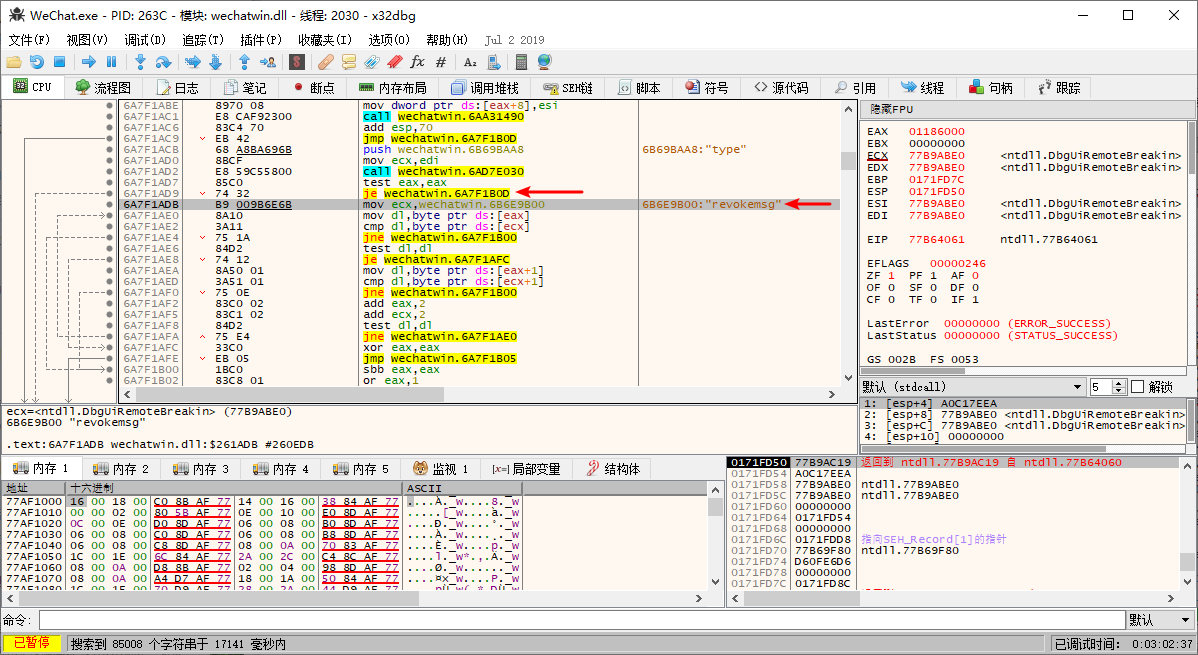 WeChat.exe - PID: 263C - 模块: wechatwin.dll - 线程: 2030 - x32dbg
文件(F) 视图(V) 调试(D) 追踪(T) 插件(P) 收藏夹(I) 选项(O) 帮助(H) Jul 2 2019
CPU 流程图 日志 笔记 断点 内存布局 调用堆栈 SEH链 脚本 符号 源代码 引用 线程 句柄 跟踪
6A7F1ABE 8970 08 mov dword ptr ds:[eax+8],esi
6A7F1AC1 E8 CAF92300 call wechatwin.6AA31490
6A7F1AC6 83C4 70 add esp,70
6A7F1AC9 EB 42 jmp wechatwin.6A7F1B0D
6A7F1ACB 68 A8BA696B push wechatwin.6B69BAA8 6B69BAA8:"type"
6A7F1AD0 8BCF mov ecx,edi
6A7F1AD2 E8 59C55800 call wechatwin.6AD7E030
6A7F1AD7 85C0 test eax,eax
6A7F1AD9 74 32 je wechatwin.6A7F1B0D
6A7F1ADB B9 009B6E6B mov ecx,wechatwin.6B6E9B00 6B6E9B00:"revokemsg"
6A7F1AE0 8A10 mov dl,byte ptr ds:[eax]
6A7F1AE2 3A11 cmp dl,byte ptr ds:[ecx]
6A7F1AE4 75 1A jne wechatwin.6A7F1B00
6A7F1AE6 84D2 test dl,dl
6A7F1AE8 74 12 je wechatwin.6A7F1AFC
6A7F1AEA 8A50 01 mov dl,byte ptr ds:[eax+1]
6A7F1AED 3A51 01 cmp dl,byte ptr ds:[ecx+1]
6A7F1AF0 75 0E jne wechatwin.6A7F1B00
6A7F1AF2 83C0 02 add eax,2
6A7F1AF5 83C1 02 add ecx,2
6A7F1AF8 84D2 test dl,dl
6A7F1AFA 75 E4 jne wechatwin.6A7F1AE0
6A7F1AFC 33C0 xor eax,eax
6A7F1AFE EB 05 jmp wechatwin.6A7F1B05
6A7F1B00 1BC0 sbb eax,eax
6A7F1B02 83C8 01 or eax,1
隐藏FPU
EAX 01186000
EBX 00000000
ECX 77B9ABE0 <ntdll.DbgUiRemoteBreakin>
EDX 77B9ABE0 <ntdll.DbgUiRemoteBreakin>
EBP 0171FD7C
ESP 0171FD50
ESI 77B9ABE0 <ntdll.DbgUiRemoteBreakin>
EDI 77B9ABE0 <ntdll.DbgUiRemoteBreakin>
EIP 77B64061 ntdll.77B64061
EFLAGS 00000246
ZF 1 PF 1 AF 0
OF 0 SF 0 DF 0
CF 0 TF 0 IF 1
LastError 00000000 (ERROR_SUCCESS)
LastStatus 00000000 (STATUS_SUCCESS)
GS 002B FS 0053
默认 (stdcall) 5 解锁
1: [esp+4] A0C17EEA
2: [esp+8] 77B9ABE0 <ntdll.DbgUiRemoteBreakin>
3: [esp+C] 77B9ABE0 <ntdll.DbgUiRemoteBreakin>
4: [esp+10] 00000000
ecx=<ntdll.DbgUiRemoteBreakin> (77B9ABE0)
6B6E9B00 "revokemsg"
.text:6A7F1ADB wechatwin.dll:$261ADB #260EDB
内存 1 内存 2 内存 3 内存 4 内存 5 监视 1 局部变量 结构体
地址 十六进制 ASCII
77AF1000 16 00 18 00 C0 8B AF 77 14 00 16 00 38 84 AF 77 ....À._w....8._w
77AF1010 00 00 02 00 80 5B AF 77 0E 00 10 00 E0 8D AF 77
77AF1020 0C 00 0E 00 D0 8D AF 77 06 00 08 00 B0 8D AF 77
77AF1030 06 00 08 00 C0 8D AF 77 06 00 08 00 B8 8D AF 77
77AF1040 06 00 08 00 C8 8D AF 77 08 00 0A 00 70 83 AF 77
77AF1050 1C 00 1E 00 6C 84 AF 77 2A 00 2C 00 C4 8C AF 77
77AF1060 08 00 0A 00 D8 8B AF 77 02 00 04 00 98 8D AF 77
77AF1070 08 00 0A 00 A4 D7 AF 77 18 00 1A 00 50 84 AF 77
0171FD50 77B9AC19 返回到 ntdll.77B9AC19 自 ntdll.77B64060
0171FD54 A0C17EEA
0171FD58 77B9ABE0 ntdll.77B9ABE0
0171FD5C 77B9ABE0 ntdll.77B9ABE0
0171FD60 00000000
0171FD64 0171FD54
0171FD68 00000000
0171FD6C 0171FDD8 指向SEH_Record[1]的指针
0171FD70 77B69F80 ntdll.77B69F80
0171FD74 D60FE6D6
0171FD78 00000000
0171FD7C 0171FD8C
命令: 默认
已暂停 搜索到 85008 个字符串于 17141 毫秒内 已调试时间: 0:03:02:37